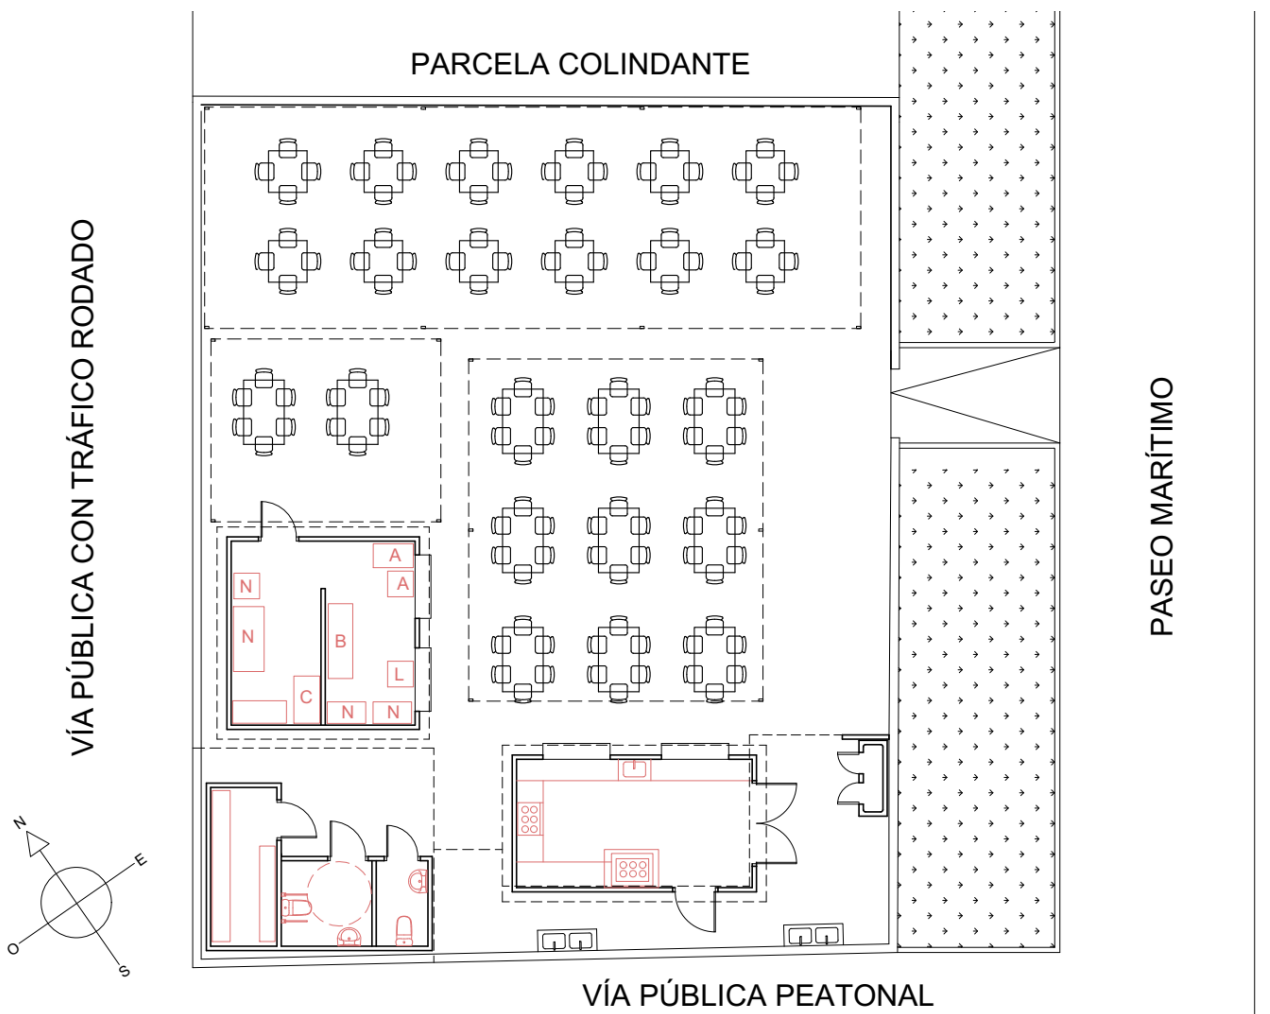 PARCELA COLINDANTE
VÍA PÚBLICA CON TRÁFICO RODADO
PASEO MARÍTIMO
A
N
A
N
B
L
C
N
N
N
E
O
S
VÍA PÚBLICA PEATONAL